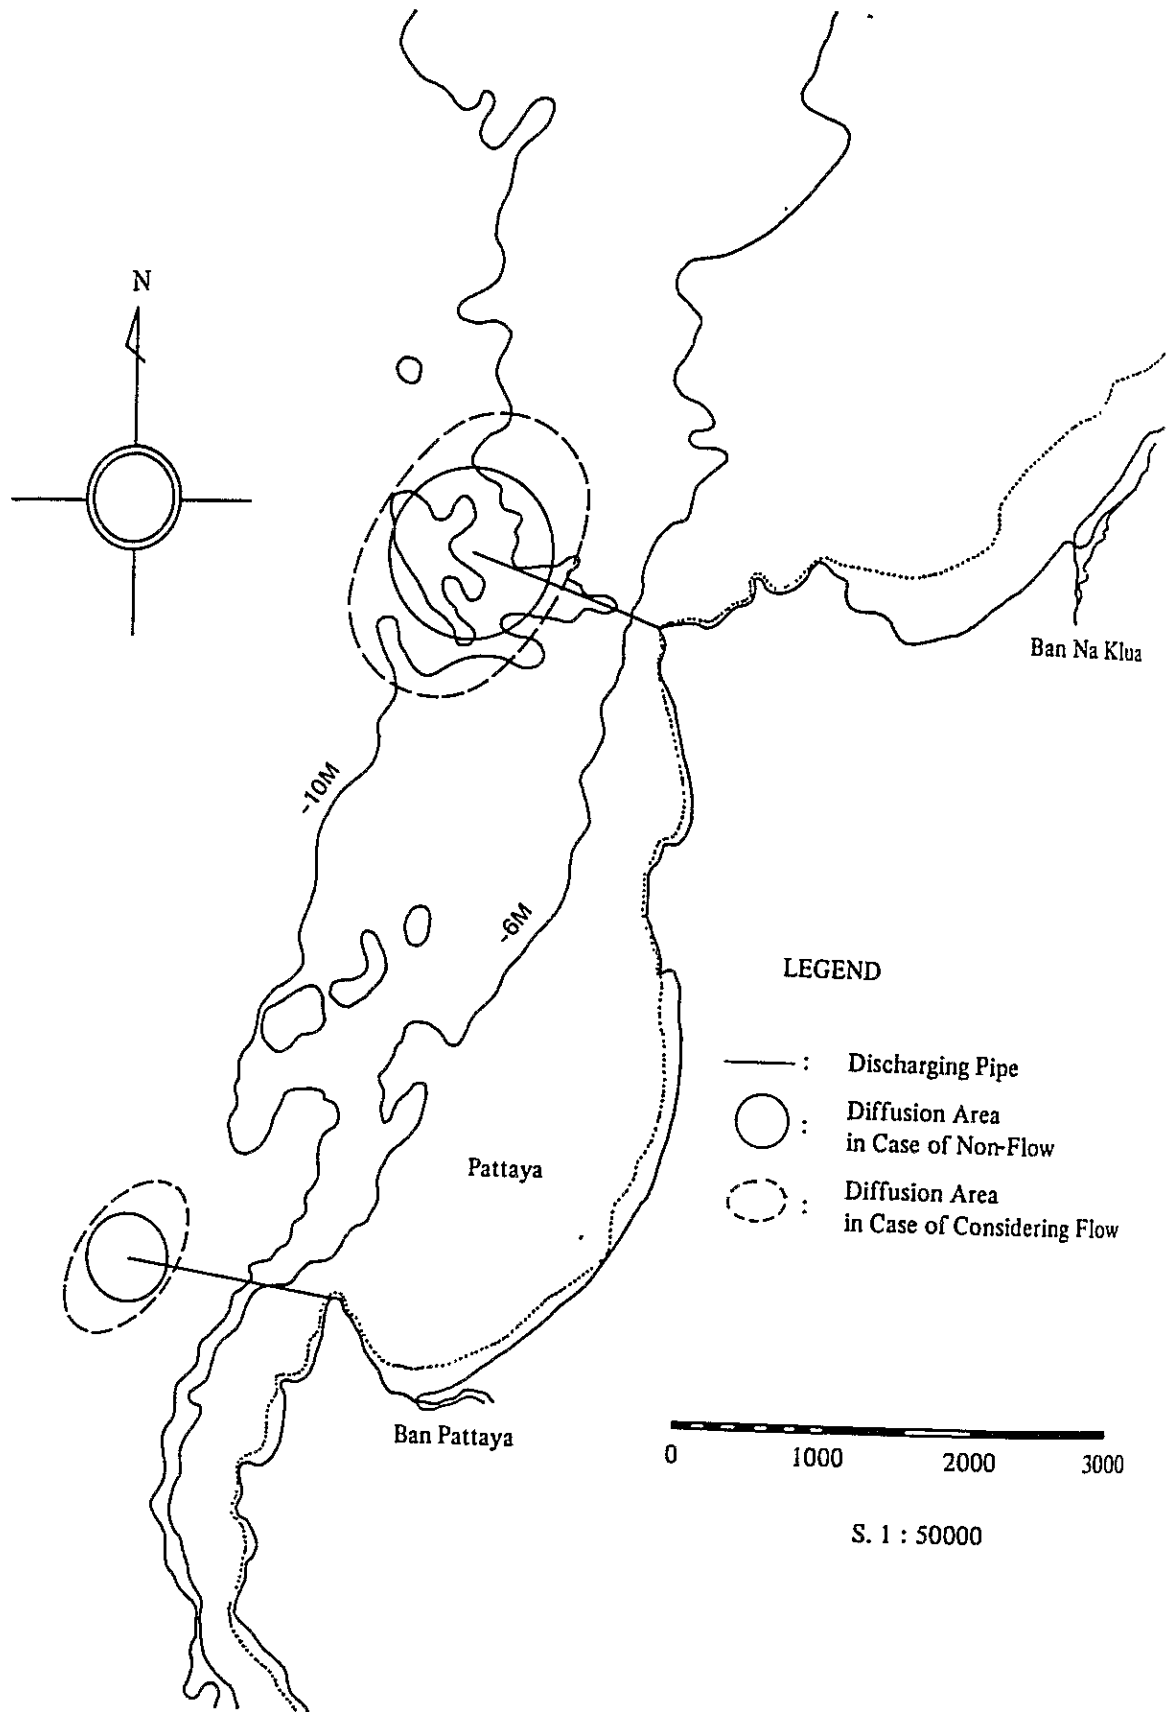 N
Ban Na Klua
-10M
-6M
LEGEND
: Discharging Pipe
: Diffusion Area
in Case of Non-Flow
: Diffusion Area
in Case of Considering Flow
Pattaya
Ban Pattaya
0 1000 2000 3000
S. 1 : 50000